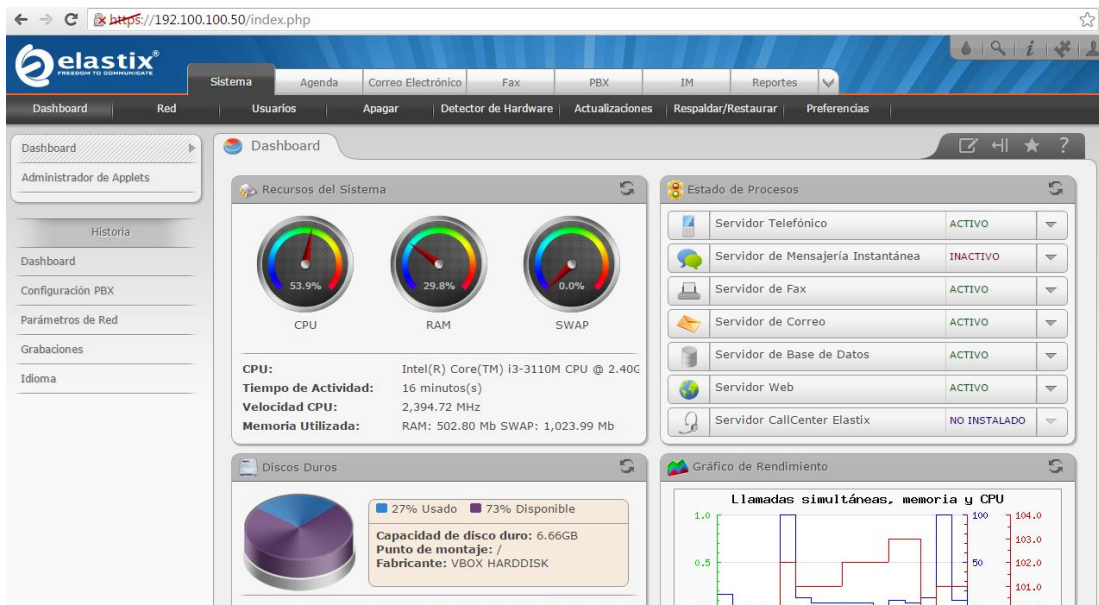 https://192.100.100.50/index.php
elastix®
FREEDOM TO COMMUNICATE
Sistema Agenda Correo Electrónico Fax PBX IM Reportes
Dashboard Red Usuarios Apagar Detector de Hardware Actualizaciones Respaldar/Restaurar Preferencias
Dashboard
Administrador de Applets
Historia
Dashboard
Configuración PBX
Parámetros de Red
Grabaciones
Idioma
Dashboard
Recursos del Sistema
53.9% 29.8% 0.0%
CPU RAM SWAP
CPU: Intel(R) Core(TM) i3-3110M CPU @ 2.40G
Tiempo de Actividad: 16 minutos(s)
Velocidad CPU: 2,394.72 MHz
Memoria Utilizada: RAM: 502.80 Mb SWAP: 1,023.99 Mb
Estado de Procesos
Servidor Telefónico ACTIVO
Servidor de Mensajería Instantánea INACTIVO
Servidor de Fax ACTIVO
Servidor de Correo ACTIVO
Servidor de Base de Datos ACTIVO
Servidor Web ACTIVO
Servidor CallCenter Elastix NO INSTALADO
Discos Duros
27% Usado 73% Disponible
Capacidad de disco duro: 6.66GB
Punto de montaje: /
Fabricante: VBOX HARDDISK
Gráfico de Rendimiento
Llamadas simultáneas, memoria y CPU
1.0 100 104.0
103.0
0.5 50 102.0
101.0